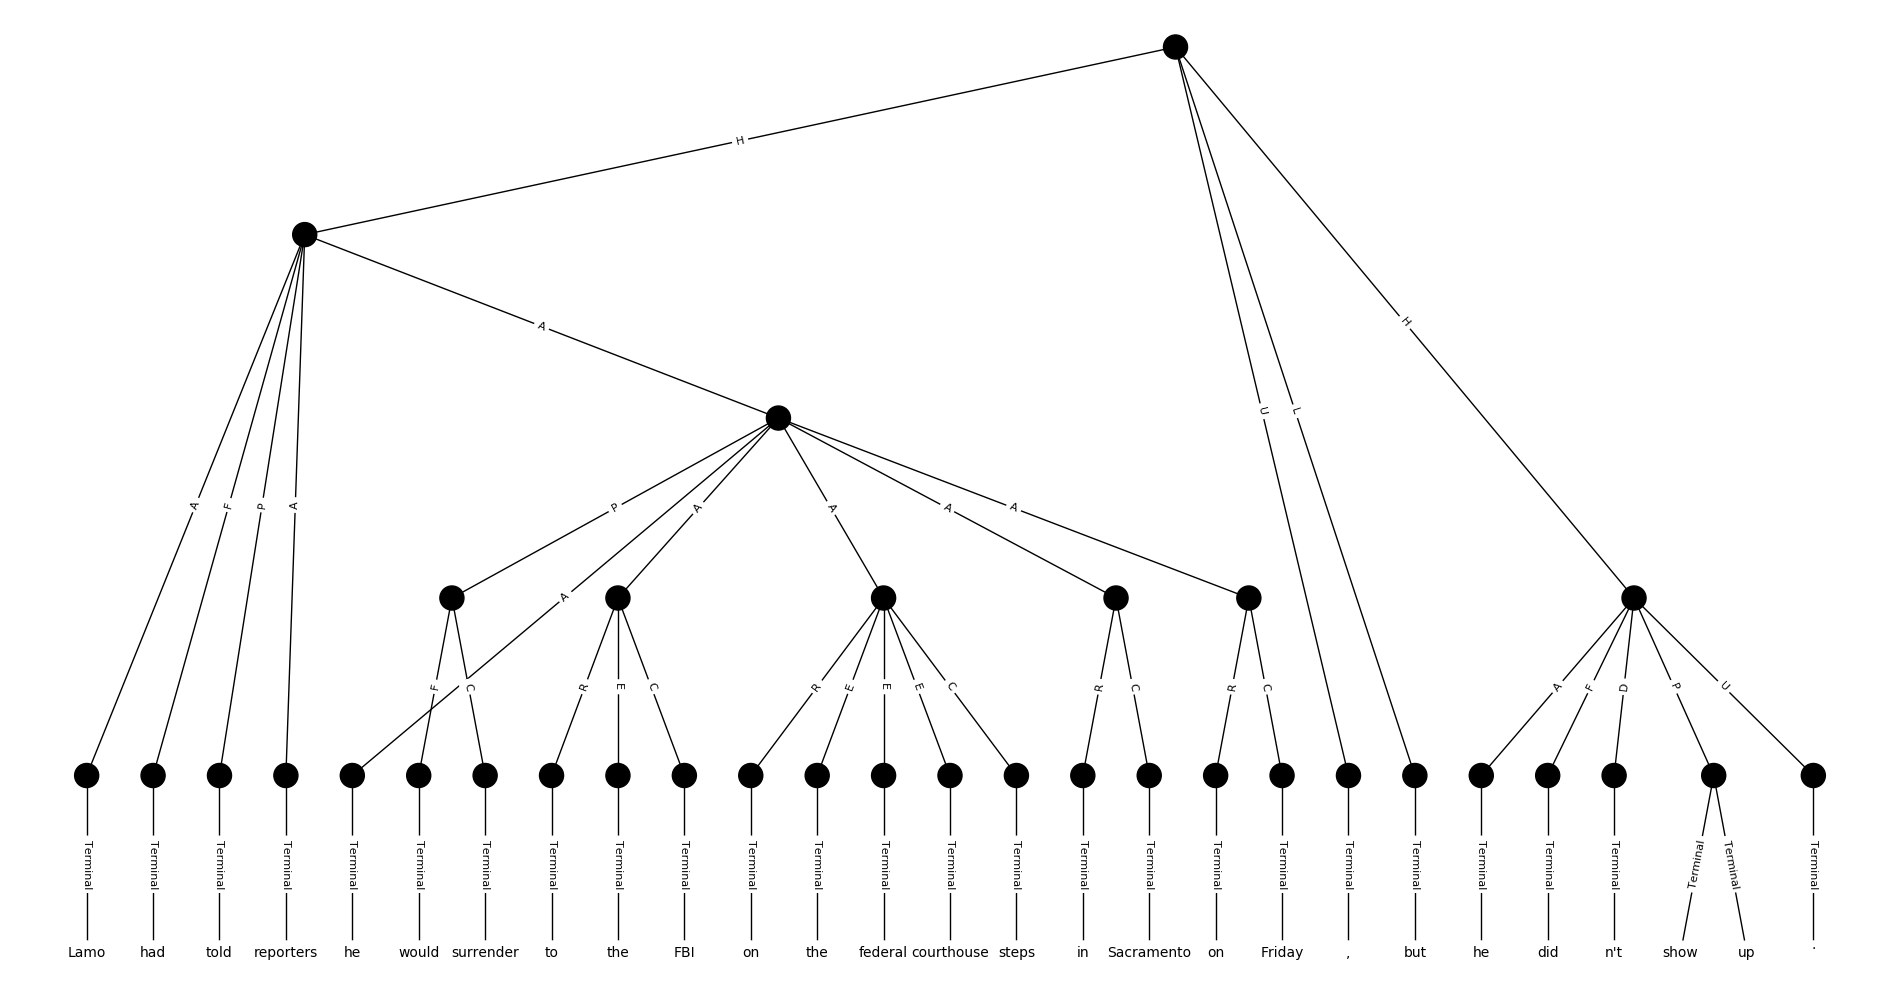 H
A
H
A
F
P
A
U
L
P
A
A
A
A
A
A
F
C
R
E
C
R
E
E
E
C
R
C
R
C
A
F
D
P
U
Terminal Terminal Terminal Terminal Terminal Terminal Terminal Terminal Terminal Terminal Terminal Terminal Terminal Terminal Terminal Terminal Terminal Terminal Terminal Terminal Terminal Terminal Terminal Terminal Terminal Terminal Terminal
Lamo had told reporters he would surrender to the FBI on the federal courthouse steps in Sacramento on Friday , but he did n't show up .